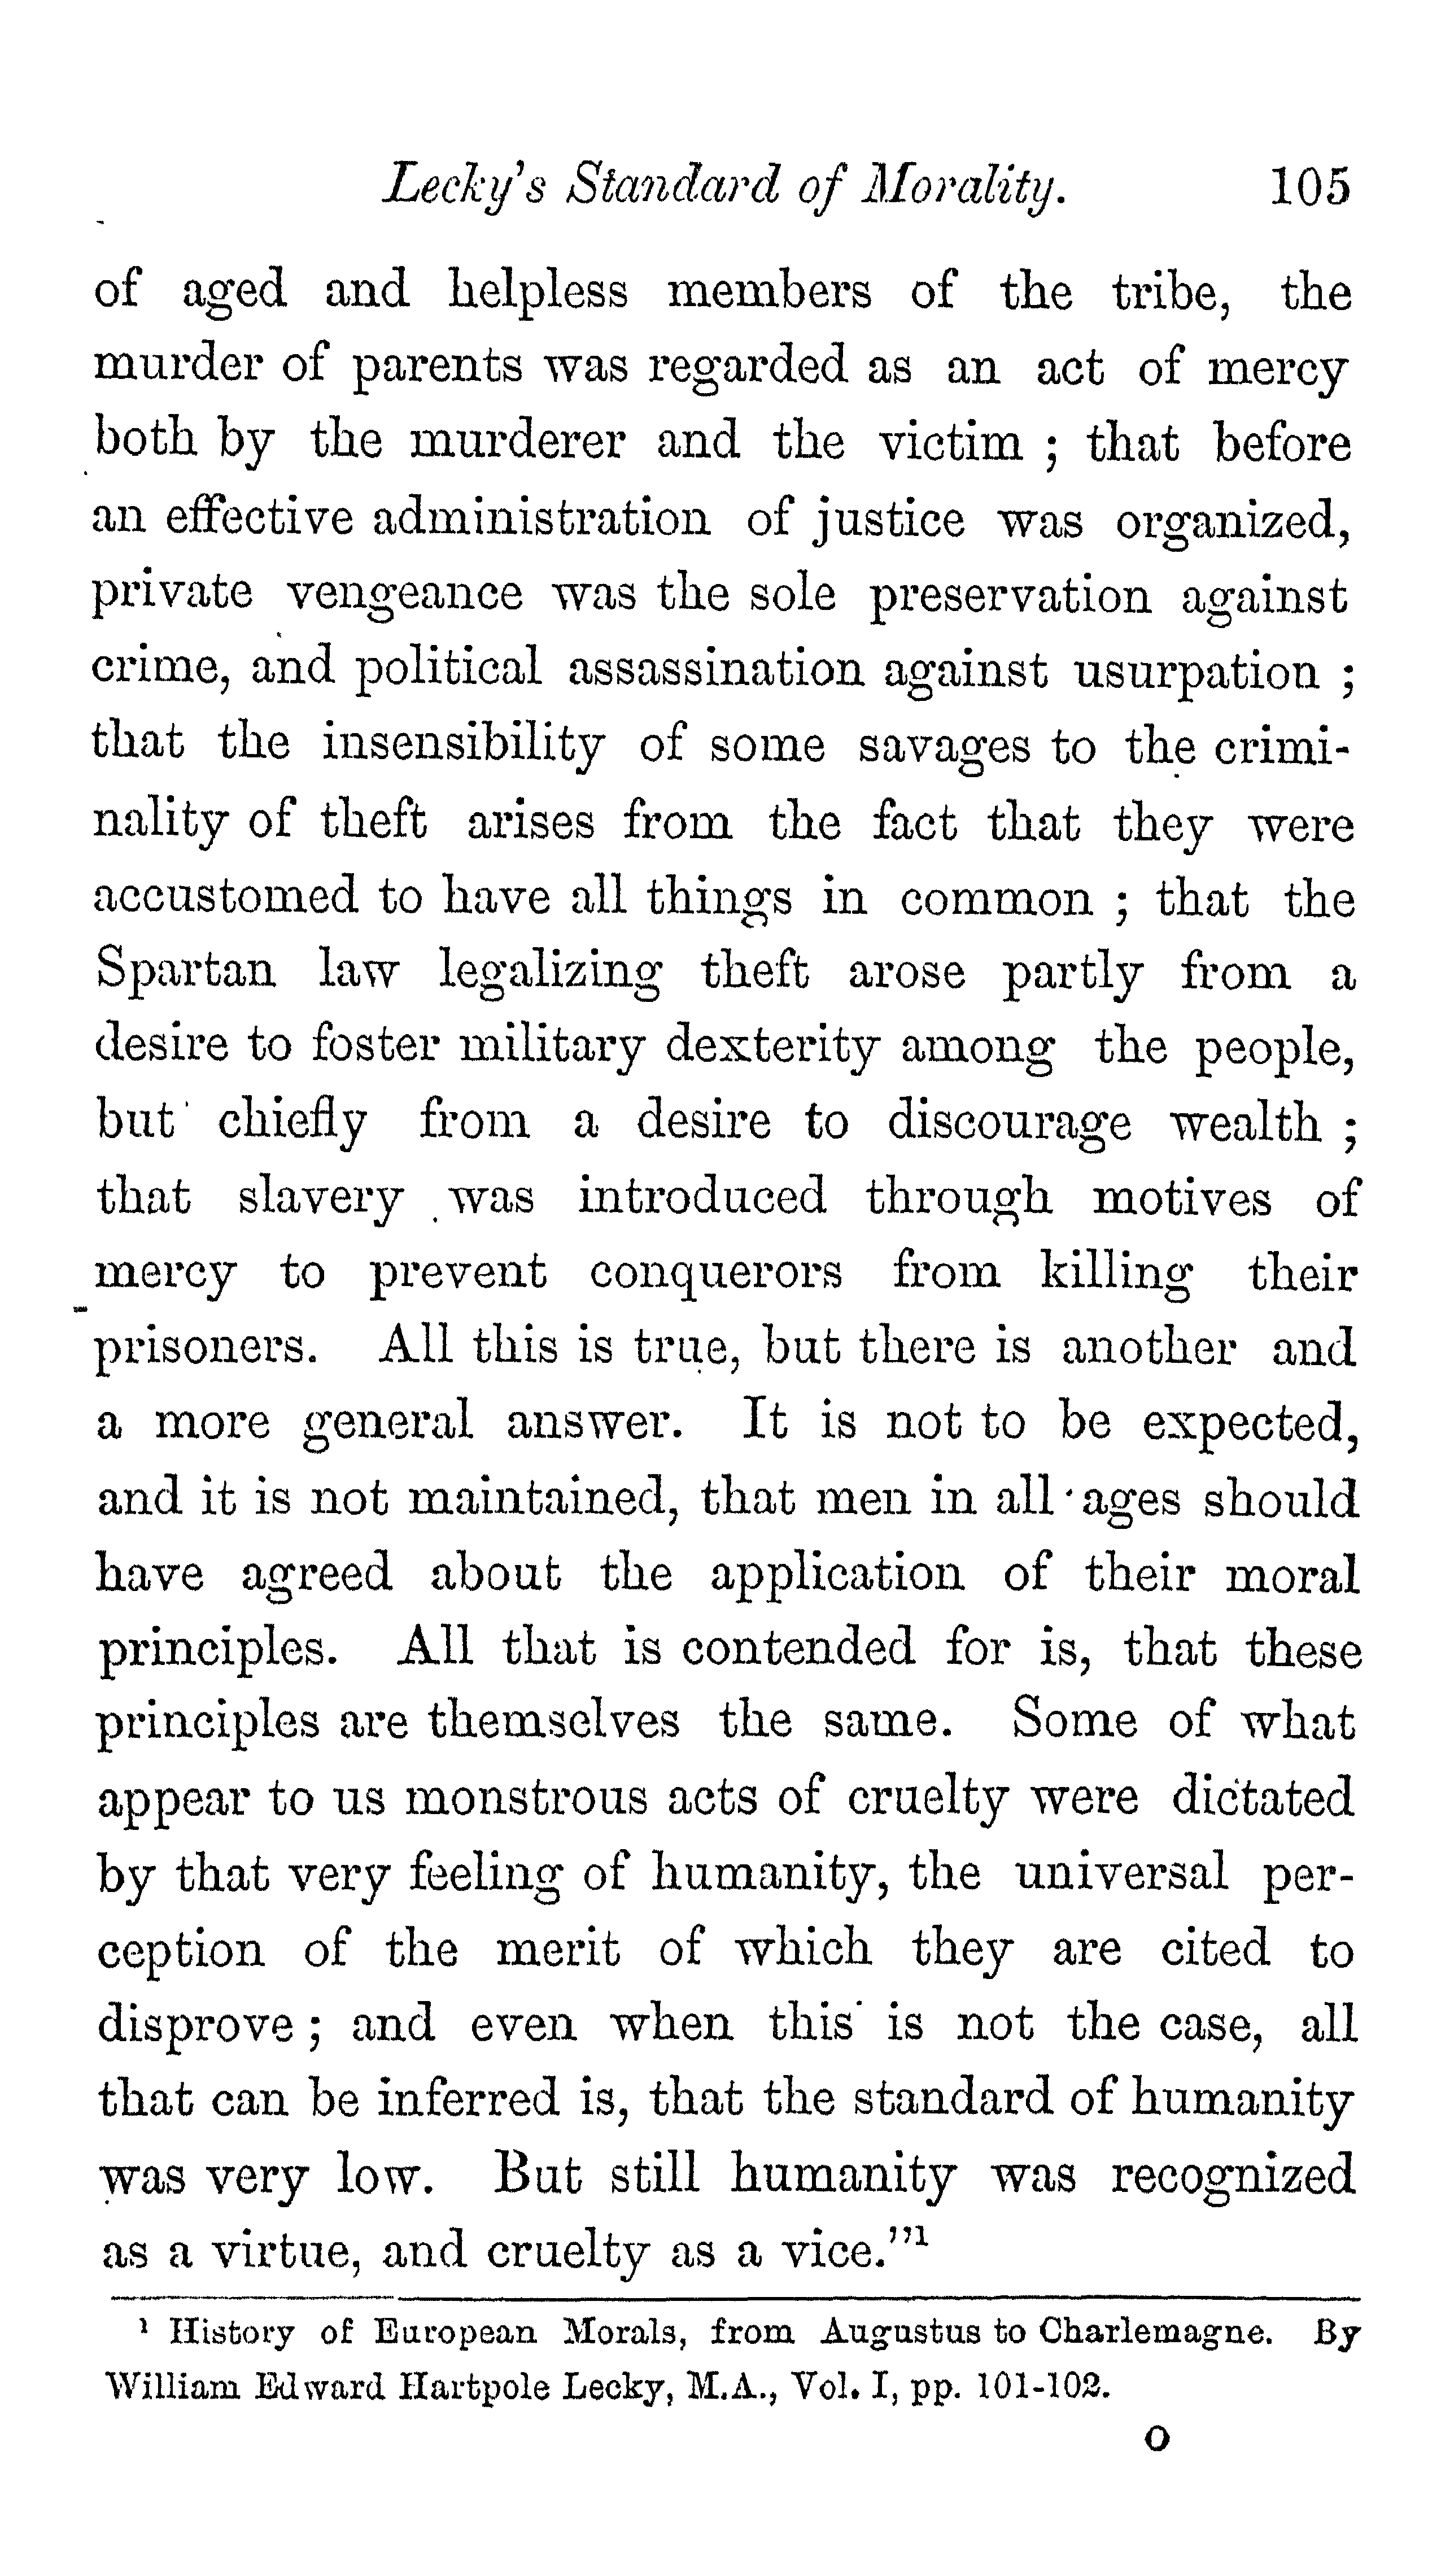 Lecky's Standard of Morality. 105
of aged and helpless members of the tribe, the
murder of parents was regarded as an act of mercy
both by the murderer and the victim ; that before
an effective administration of justice was organized,
private vengeance was the sole preservation against
crime, and political assassination against usurpation ;
that the insensibility of some savages to the crimi-
nality of theft arises from the fact that they were
accustomed to have all things in common ; that the
Spartan law legalizing theft arose partly from a
desire to foster military dexterity among the people,
but chiefly from a desire to discourage wealth ;
that slavery was introduced through motives of
mercy to prevent conquerors from killing their
prisoners. All this is true, but there is another and
a more general answer. It is not to be expected,
and it is not maintained, that men in all ages should
have agreed about the application of their moral
principles. All that is contended for is, that these
principles are themselves the same. Some of what
appear to us monstrous acts of cruelty were dictated
by that very feeling of humanity, the universal per-
ception of the merit of which they are cited to
disprove ; and even when this is not the case, all
that can be inferred is, that the standard of humanity
was very low. But still humanity was recognized
as a virtue, and cruelty as a vice."1
1 History of European Morals, from Augustus to Charlemagne. By
William Edward Hartpole Lecky, M.A., Vol. I, pp. 101-102.
O